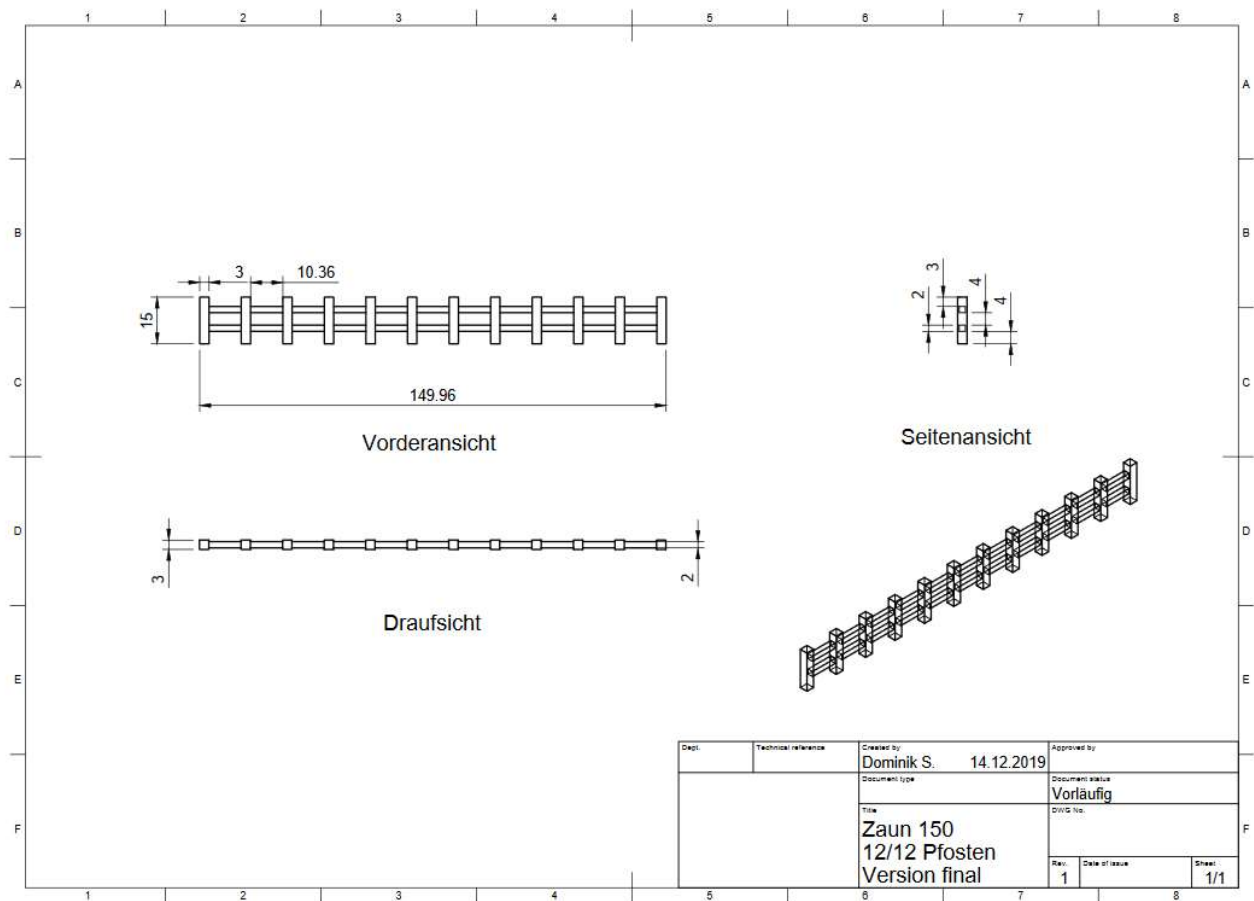 1 2 3 4 5 6 7 8
A A
B B
C C
D D
E E
F F
3 10.36
15
149.96
Vorderansicht
3
2 4 4
Seitenansicht
3 2
Draufsicht
Dept. Technical reference Created by Approved by
Dominik S. 14.12.2019
Document type Document status
Vorläufig
Title DWG No.
Zaun 150
12/12 Pfosten
Version final
Rev. Date of issue Sheet
1 1/1
1 2 3 4 5 6 7 8